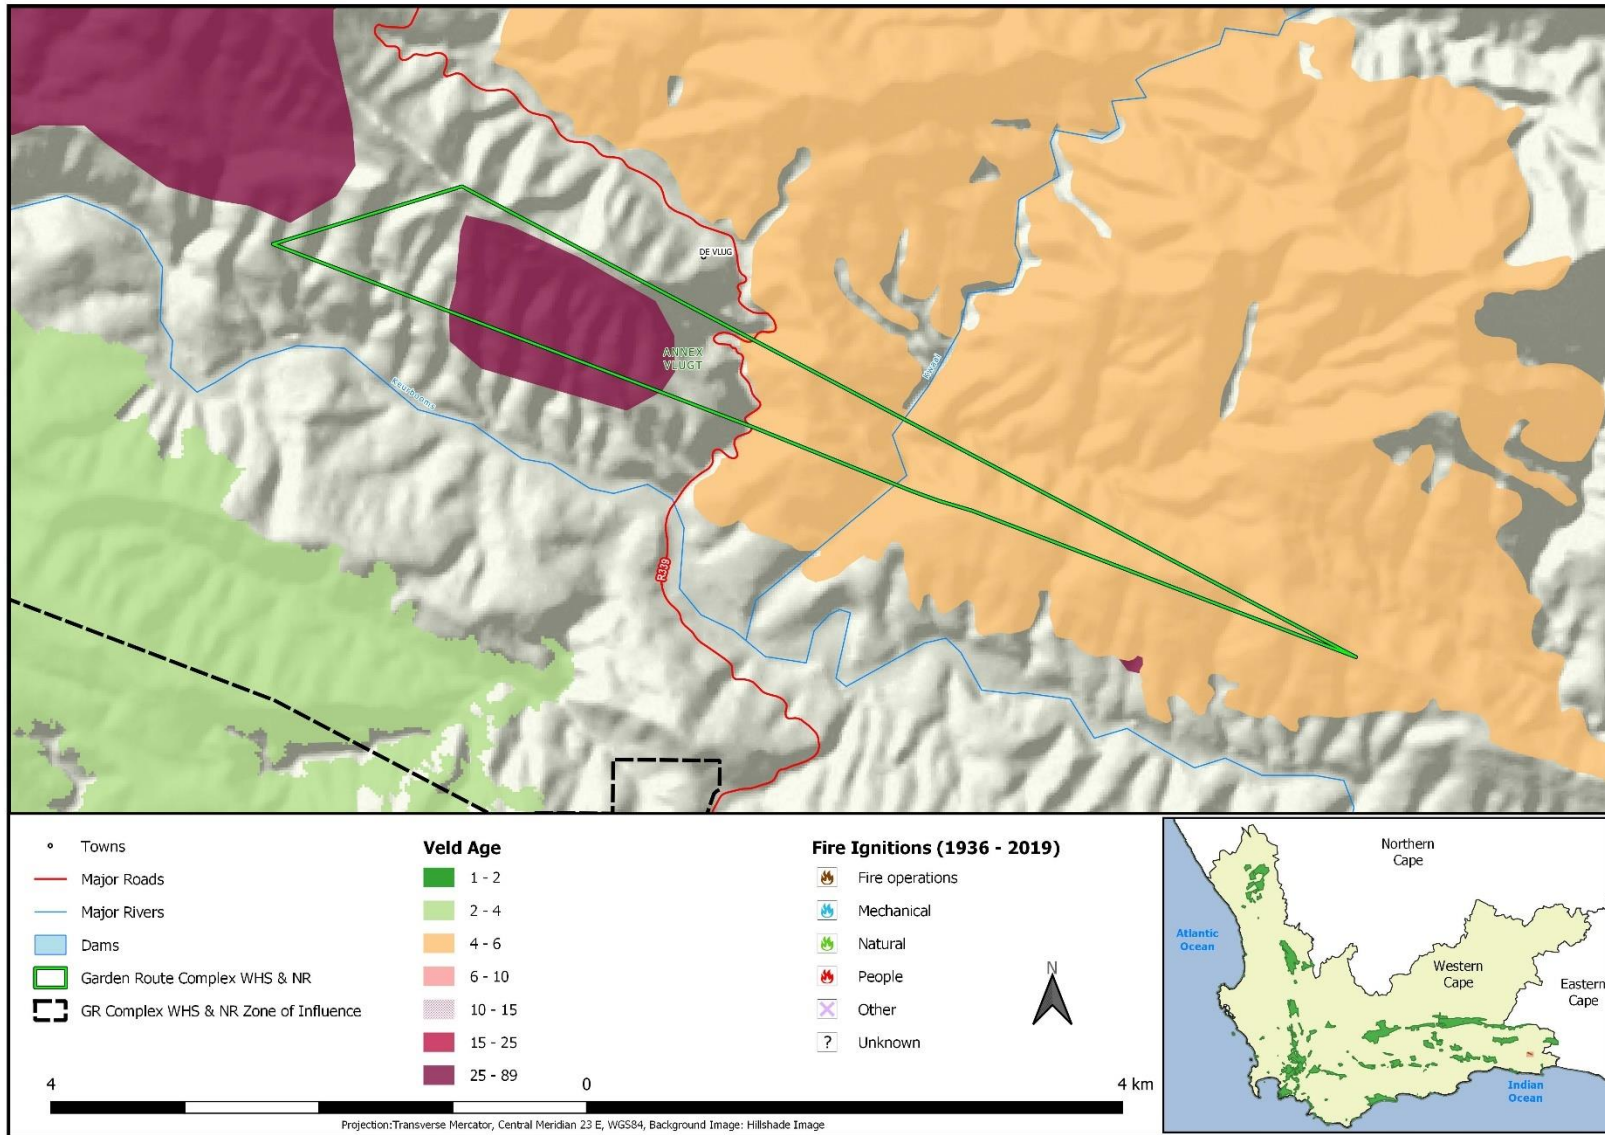 DE VLUG
ANNEX
VLUGT
Keurbooms
R339
Towns
Major Roads
Major Rivers
Dams
Garden Route Complex WHS & NR
GR Complex WHS & NR Zone of Influence
Veld Age
1 - 2
2 - 4
4 - 6
6 - 10
10 - 15
15 - 25
25 - 89
Fire Ignitions (1936 - 2019)
Fire operations
Mechanical
Natural
People
Other
? Unknown
N
Northern
Cape
Atlantic
Ocean
Western
Cape
Eastern
Cape
Indian
Ocean
4 0 4 km
Projection:Transverse Mercator, Central Meridian 23 E, WGS84, Background Image: Hillshade Image